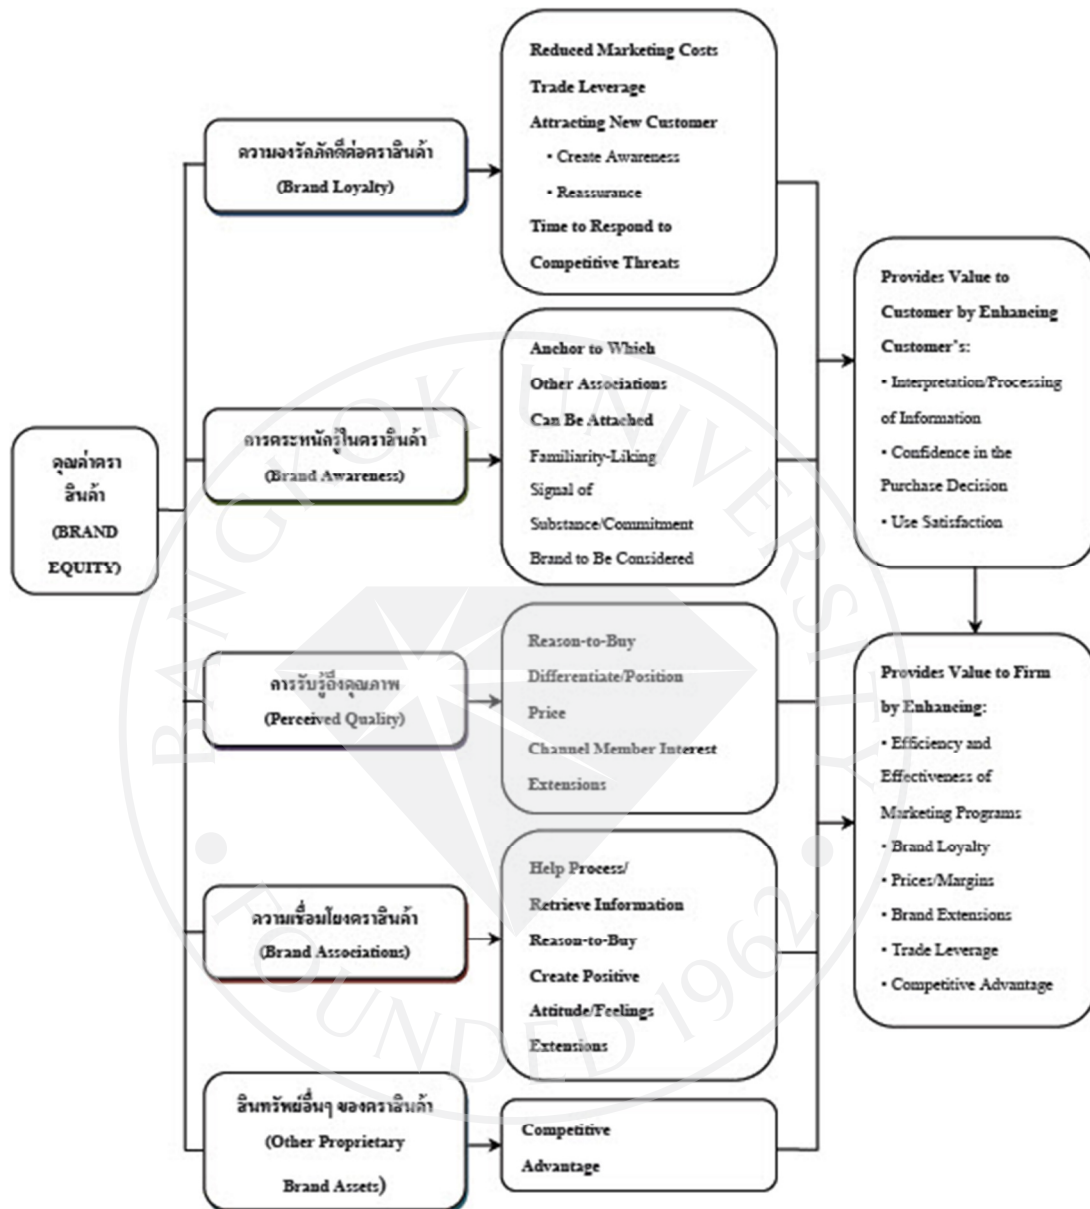 คุณค่าตรา
สินค้า
(BRAND
EQUITY)
ความจงรักภักดีต่อตราสินค้า
(Brand Loyalty)
Reduced Marketing Costs
Trade Leverage
Attracting New Customer
• Create Awareness
• Reassurance
Time to Respond to
Competitive Threats
การตระหนักรู้ในตราสินค้า
(Brand Awareness)
Anchor to Which
Other Associations
Can Be Attached
Familiarity-Liking
Signal of
Substance/Commitment
Brand to Be Considered
การรับรู้ถึงคุณภาพ
(Perceived Quality)
Reason-to-Buy
Differentiate/Position
Price
Channel Member Interest
Extensions
ความเชื่อมโยงตราสินค้า
(Brand Associations)
Help Process/
Retrieve Information
Reason-to-Buy
Create Positive
Attitude/Feelings
Extensions
สินทรัพย์อื่นๆ ของตราสินค้า
(Other Proprietary
Brand Assets)
Competitive
Advantage
Provides Value to
Customer by Enhancing
Customer's:
• Interpretation/Processing
of Information
• Confidence in the
Purchase Decision
• Use Satisfaction
Provides Value to Firm
by Enhancing:
• Efficiency and
Effectiveness of
Marketing Programs
• Brand Loyalty
• Prices/Margins
• Brand Extensions
• Trade Leverage
• Competitive Advantage
BANGKOK UNIVERSITY
• FOUNDED 1962 •